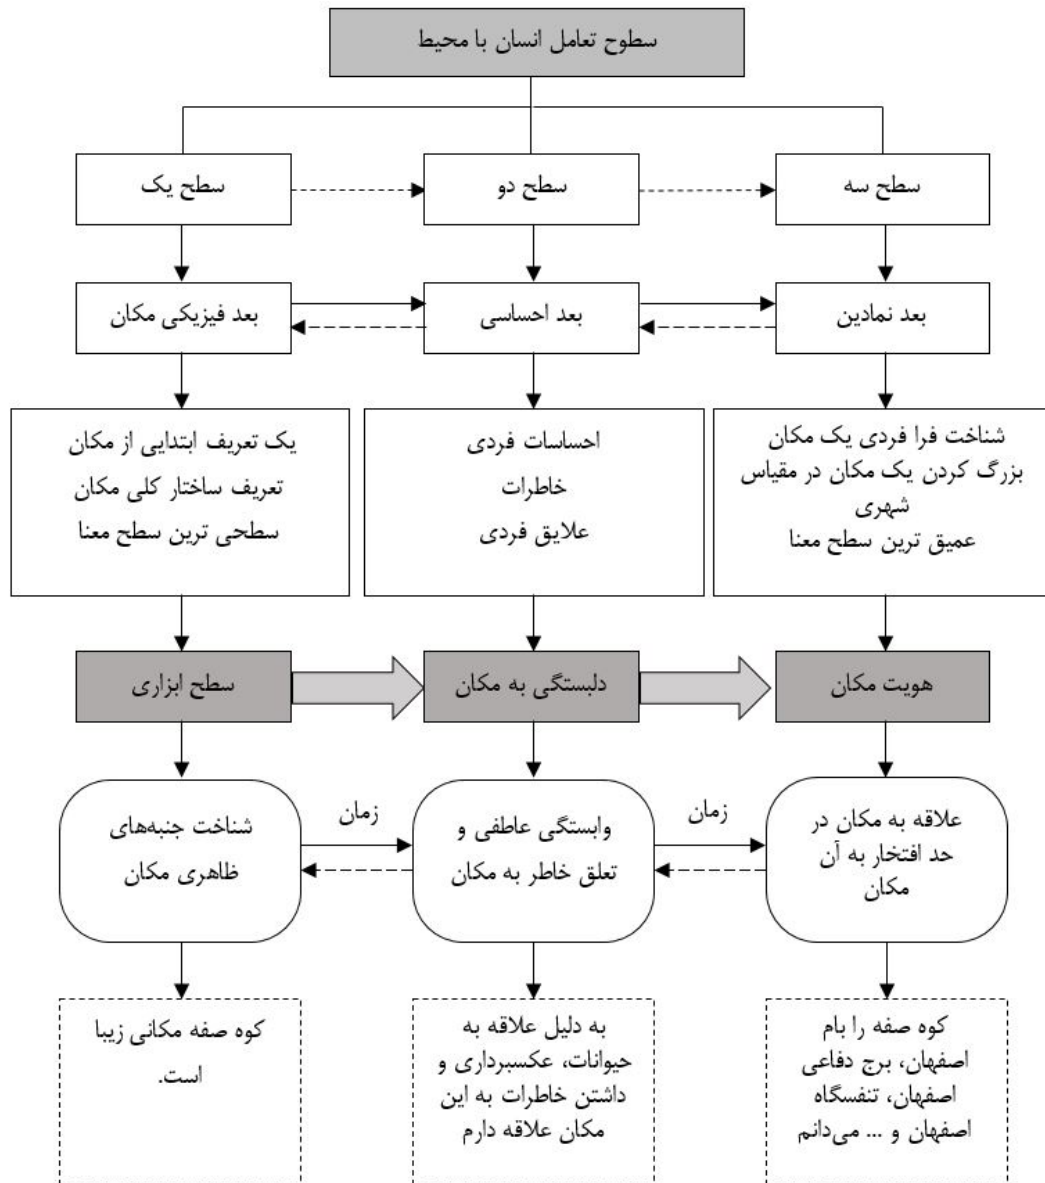 سطوح تعامل انسان با محیط
سطح یک
سطح دو
سطح سه
بعد فیزیکی مکان
بعد احساسی
بعد نمادین
یک تعریف ابتدایی از مکان
تعریف ساختار کلی مکان
سطحی ترین سطح معنا
احساسات فردی
خاطرات
علایق فردی
شناخت فرا فردی یک مکان
بزرگ کردن یک مکان در مقیاس
شهری
عمیق ترین سطح معنا
سطح ابزاری
دلبستگی به مکان
هویت مکان
شناخت جنبه‌های
ظاهری مکان
زمان
وابستگی عاطفی و
تعلق خاطر به مکان
زمان
علاقه به مکان در
حد افتخار به آن
مکان
کوه صفه مکانی زیبا
است.
به دلیل علاقه به
حیوانات، عکسبرداری و
داشتن خاطرات به این
مکان علاقه دارم
کوه صفه را بام
اصفهان، برج دفاعی
اصفهان، تنفسگاه
اصفهان و ... می‌دانم